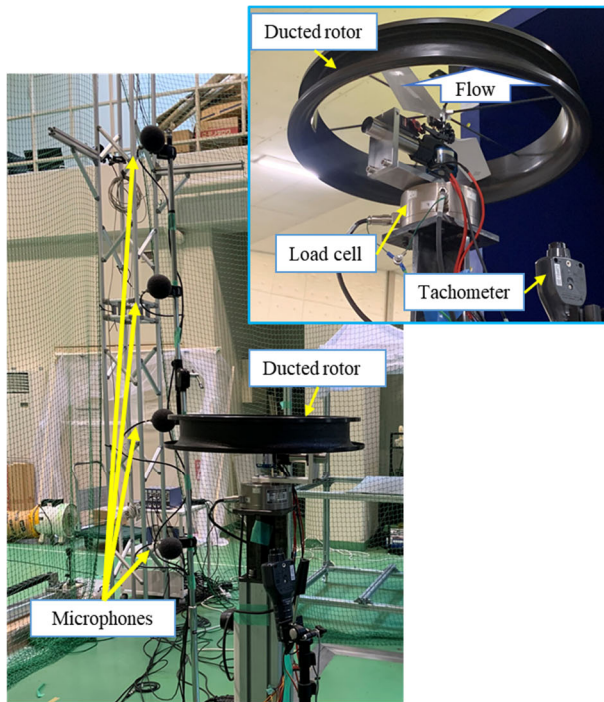 Ducted rotor
Flow
Load cell
Tachometer
Ducted rotor
Microphones